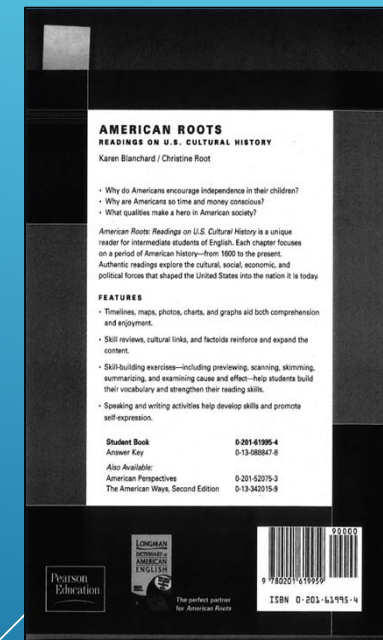 AMERICAN ROOTS
READINGS ON U.S. CULTURAL HISTORY
Karen Blanchard / Christine Root
• Why do Americans encourage independence in their children?
• Why are Americans so time and money conscious?
• What qualities make a hero in American society?
American Roots: Readings on U.S. Cultural History is a unique
reader for intermediate students of English. Each chapter focuses
on a period of American history—from 1600 to the present.
Authentic readings explore the cultural, social, economic, and
political forces that shaped the United States into the nation it is today.
FEATURES
• Timelines, maps, photos, charts, and graphs aid both comprehension
and enjoyment.
• Skill reviews, cultural links, and factoids reinforce and expand the
content.
• Skill-building exercises—including previewing, scanning, skimming,
summarizing, and examining cause and effect—help students build
their vocabulary and strengthen their reading skills.
• Speaking and writing activities help develop skills and promote
self-expression.
Student Book 0-201-61995-4
Answer Key 0-13-088847-8
Also Available:
American Perspectives 0-201-52075-3
The American Ways, Second Edition 0-13-342015-9
Pearson
Education
LONGMAN
DICTIONARY of
AMERICAN
ENGLISH
The perfect partner
for American Roots
90000
9 780201 619959
ISBN 0-201-61995-4